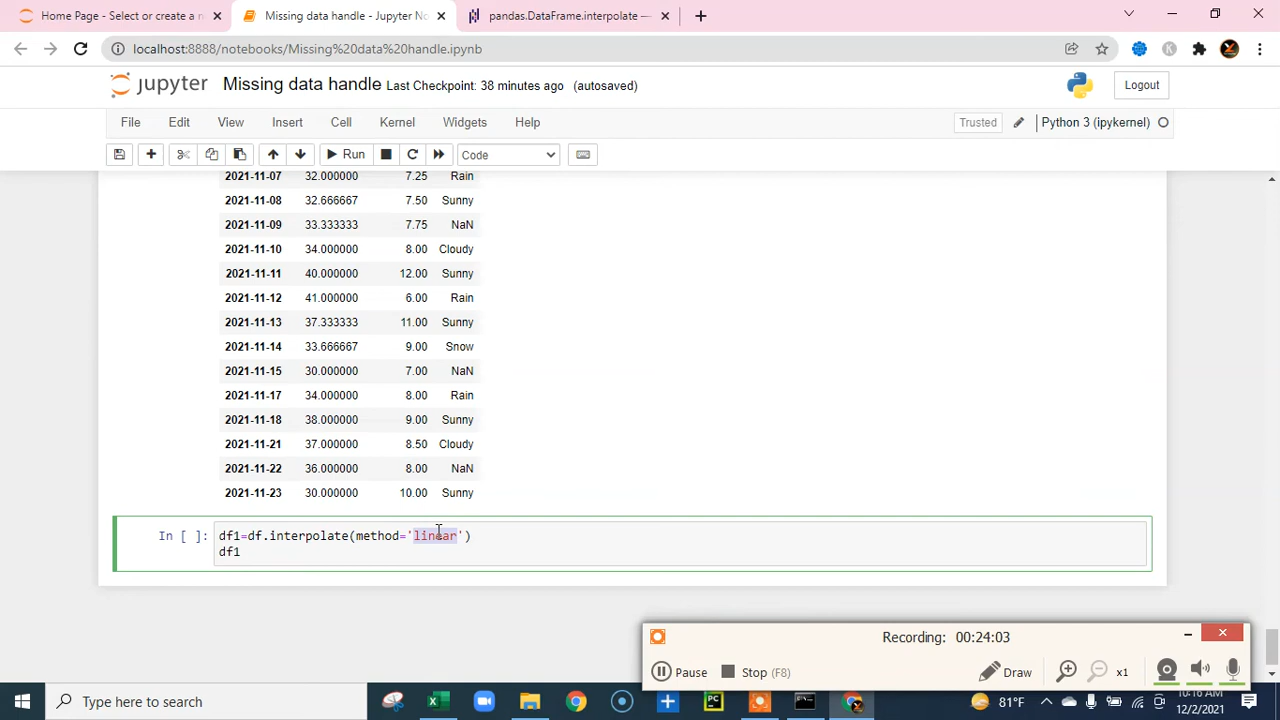 Home Page - Select or create a n
Missing data handle - Jupyter No
pandas.DataFrame.interpolate —
localhost:8888/notebooks/Missing%20data%20handle.ipynb
K
jupyter Missing data handle Last Checkpoint: 38 minutes ago (autosaved) Logout
File Edit View Insert Cell Kernel Widgets Help Trusted Python 3 (ipykernel)
Run Code
2021-11-07 32.000000 7.25 Rain
2021-11-08 32.666667 7.50 Sunny
2021-11-09 33.333333 7.75 NaN
2021-11-10 34.000000 8.00 Cloudy
2021-11-11 40.000000 12.00 Sunny
2021-11-12 41.000000 6.00 Rain
2021-11-13 37.333333 11.00 Sunny
2021-11-14 33.666667 9.00 Snow
2021-11-15 30.000000 7.00 NaN
2021-11-17 34.000000 8.00 Rain
2021-11-18 38.000000 9.00 Sunny
2021-11-21 37.000000 8.50 Cloudy
2021-11-22 36.000000 8.00 NaN
2021-11-23 30.000000 10.00 Sunny
In [ ]: df1=df.interpolate(method='linear')
df1
Recording: 00:24:03
Pause Stop (F8) Draw x1
Type here to search
PC
81°F
10:16 AM
12/2/2021